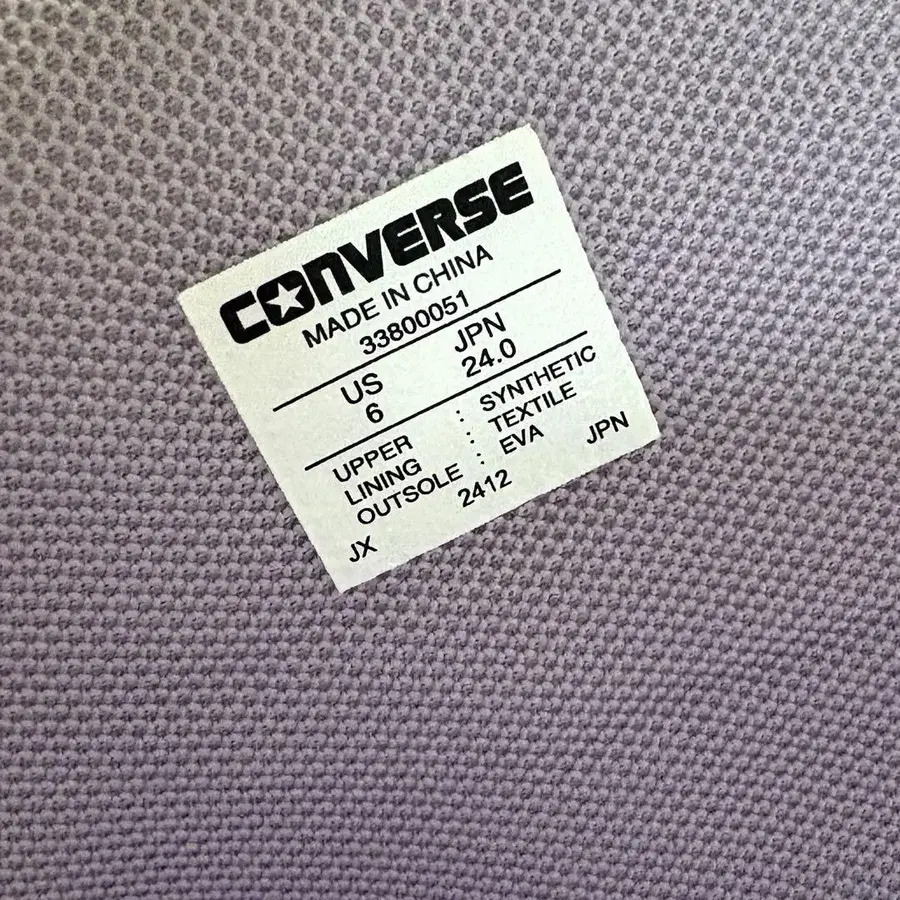 CONVERSE
MADE IN CHINA
33800051
US JPN
6 24.0
UPPER : SYNTHETIC
LINING : TEXTILE
OUTSOLE : EVA
JX 2412 JPN